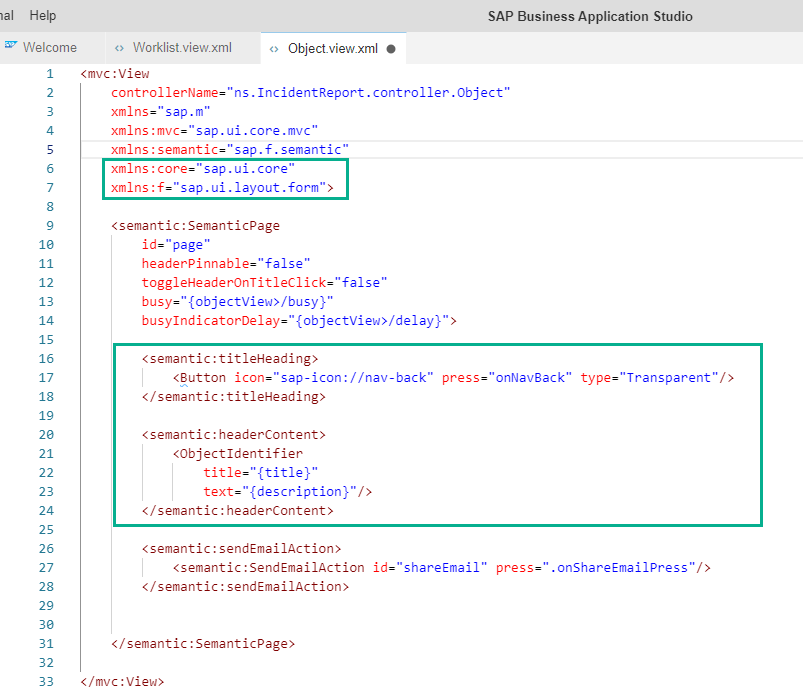 nal Help SAP Business Application Studio
SAP Welcome <> Worklist.view.xml <> Object.view.xml ●
1 <mvc:View
2 controllerName="ns.IncidentReport.controller.Object"
3 xmlns="sap.m"
4 xmlns:mvc="sap.ui.core.mvc"
5 xmlns:semantic="sap.f.semantic"
6 xmlns:core="sap.ui.core"
7 xmlns:f="sap.ui.layout.form">
8
9 <semantic:SemanticPage
10 id="page"
11 headerPinnable="false"
12 toggleHeaderOnTitleClick="false"
13 busy="{objectView>/busy}"
14 busyIndicatorDelay="{objectView>/delay}">
15
16 <semantic:titleHeading>
17 <Button icon="sap-icon://nav-back" press="onNavBack" type="Transparent"/>
18 </semantic:titleHeading>
19
20 <semantic:headerContent>
21 <ObjectIdentifier
22 title="{title}"
23 text="{description}"/>
24 </semantic:headerContent>
25
26 <semantic:sendEmailAction>
27 <semantic:SendEmailAction id="shareEmail" press=".onShareEmailPress"/>
28 </semantic:sendEmailAction>
29
30
31 </semantic:SemanticPage>
32
33 </mvc:View>